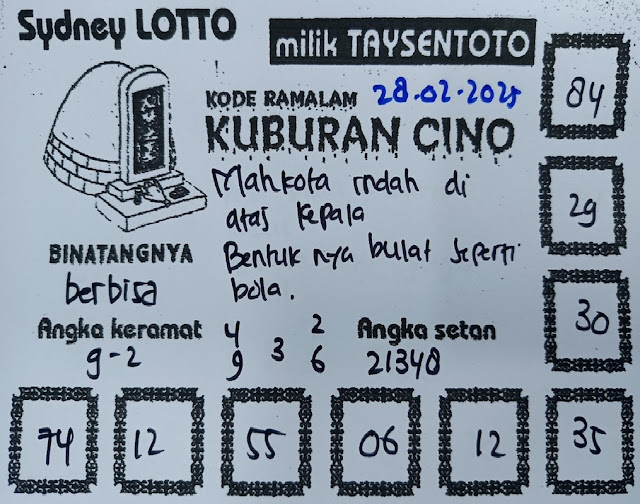 Sydney LOTTO
milik TAYSENTOTO
KODE RAMALAM 28.02.2025
KUBURAN CINO
Mahkota indah di
atas kepala
Bentuk nya bulat seperti
bola.
BINATANGNYA
berbisa
Angka keramat
9-2
4 2
3
9 6
Angka setan
21348
84
29
30
74 12 55 06 12 35